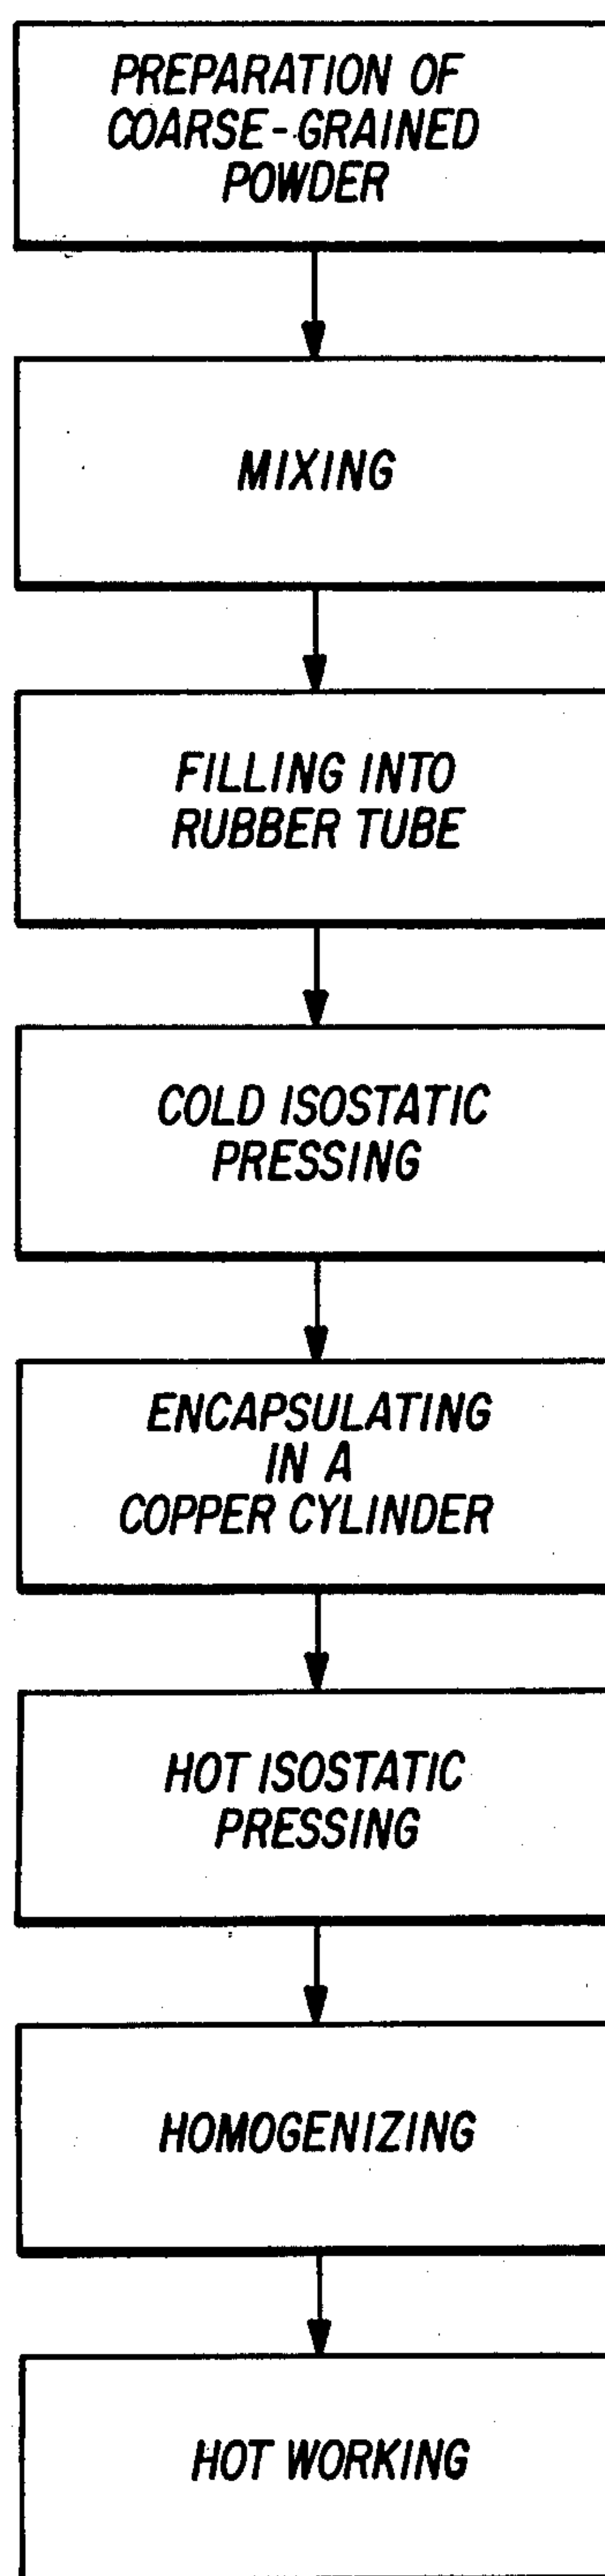 PREPARATION OF
COARSE-GRAINED
POWDER
MIXING
FILLING INTO
RUBBER TUBE
COLD ISOSTATIC
PRESSING
ENCAPSULATING
IN A
COPPER CYLINDER
HOT ISOSTATIC
PRESSING
HOMOGENIZING
HOT WORKING